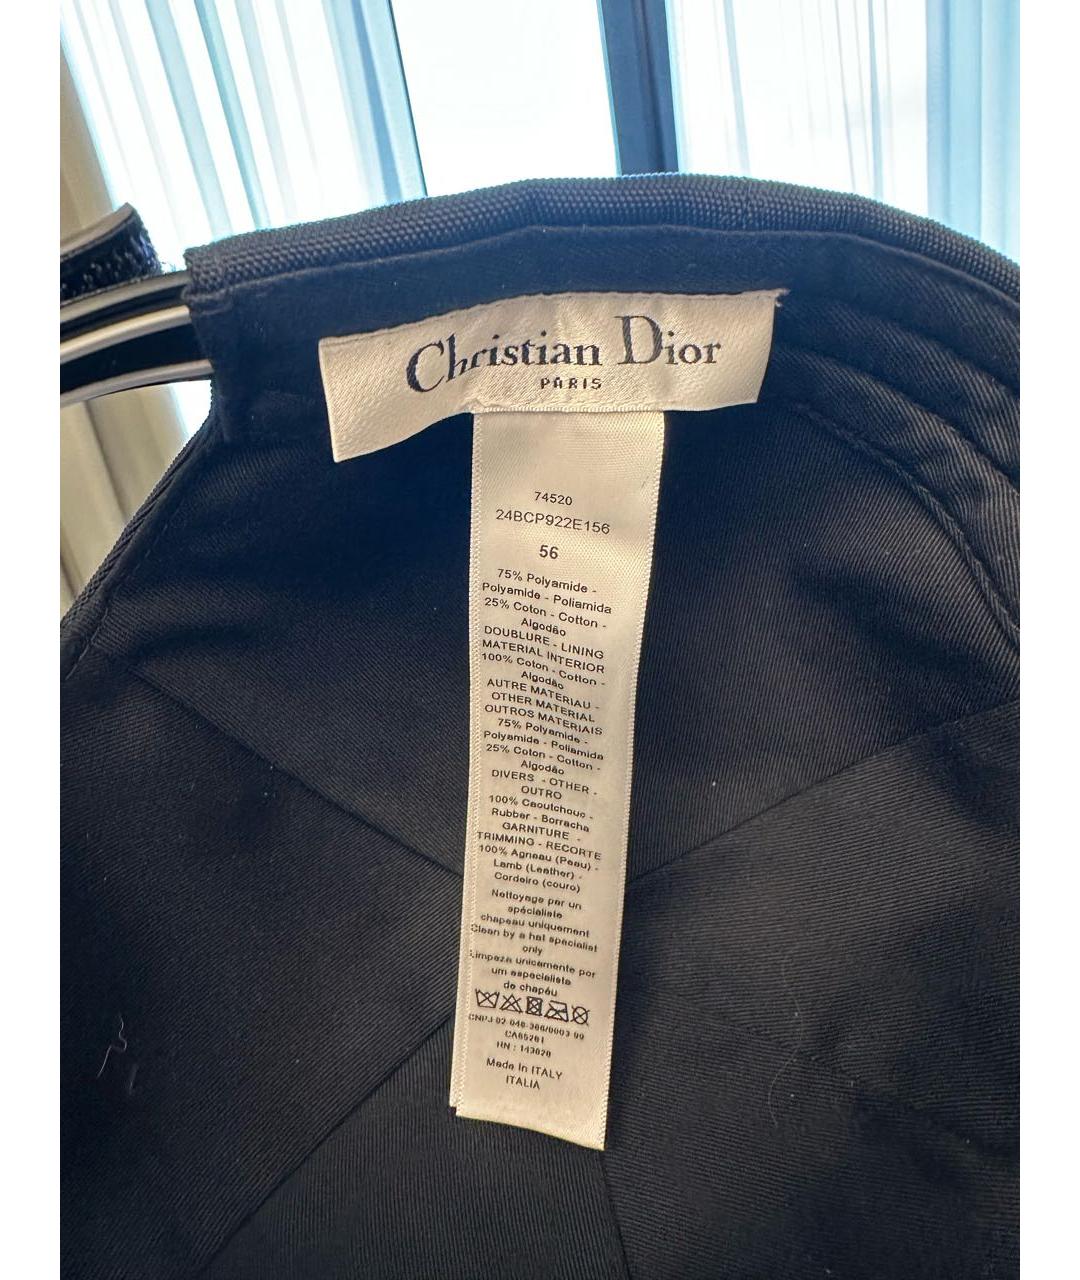 Christian Dior
PARIS
74520
24BCP922E156
56
75% Polyamide -
Polyamide - Poliamida
25% Coton - Cotton -
Algodão
DOUBLURE - LINING
MATERIAL INTERIOR
100% Coton - Cotton -
Algodão
AUTRE MATERIAU -
OTHER MATERIAL
OUTROS MATERIAIS
75% Polyamide -
Polyamide - Poliamida
25% Coton - Cotton -
Algodão
DIVERS - OTHER -
OUTRO
100% Caoutchouc -
Rubber - Borracha
GARNITURE -
TRIMMING - RECORTE
100% Agneau (Peau) -
Lamb (Leather) -
Cordeiro (couro)
Nettoyage par un
spécialiste
chapeau uniquement
Clean by a hat specialist
only
Limpeza unicamente por
um especialista
de chapéu
CA05201
RN : 143020
Made In ITALY
ITALIA